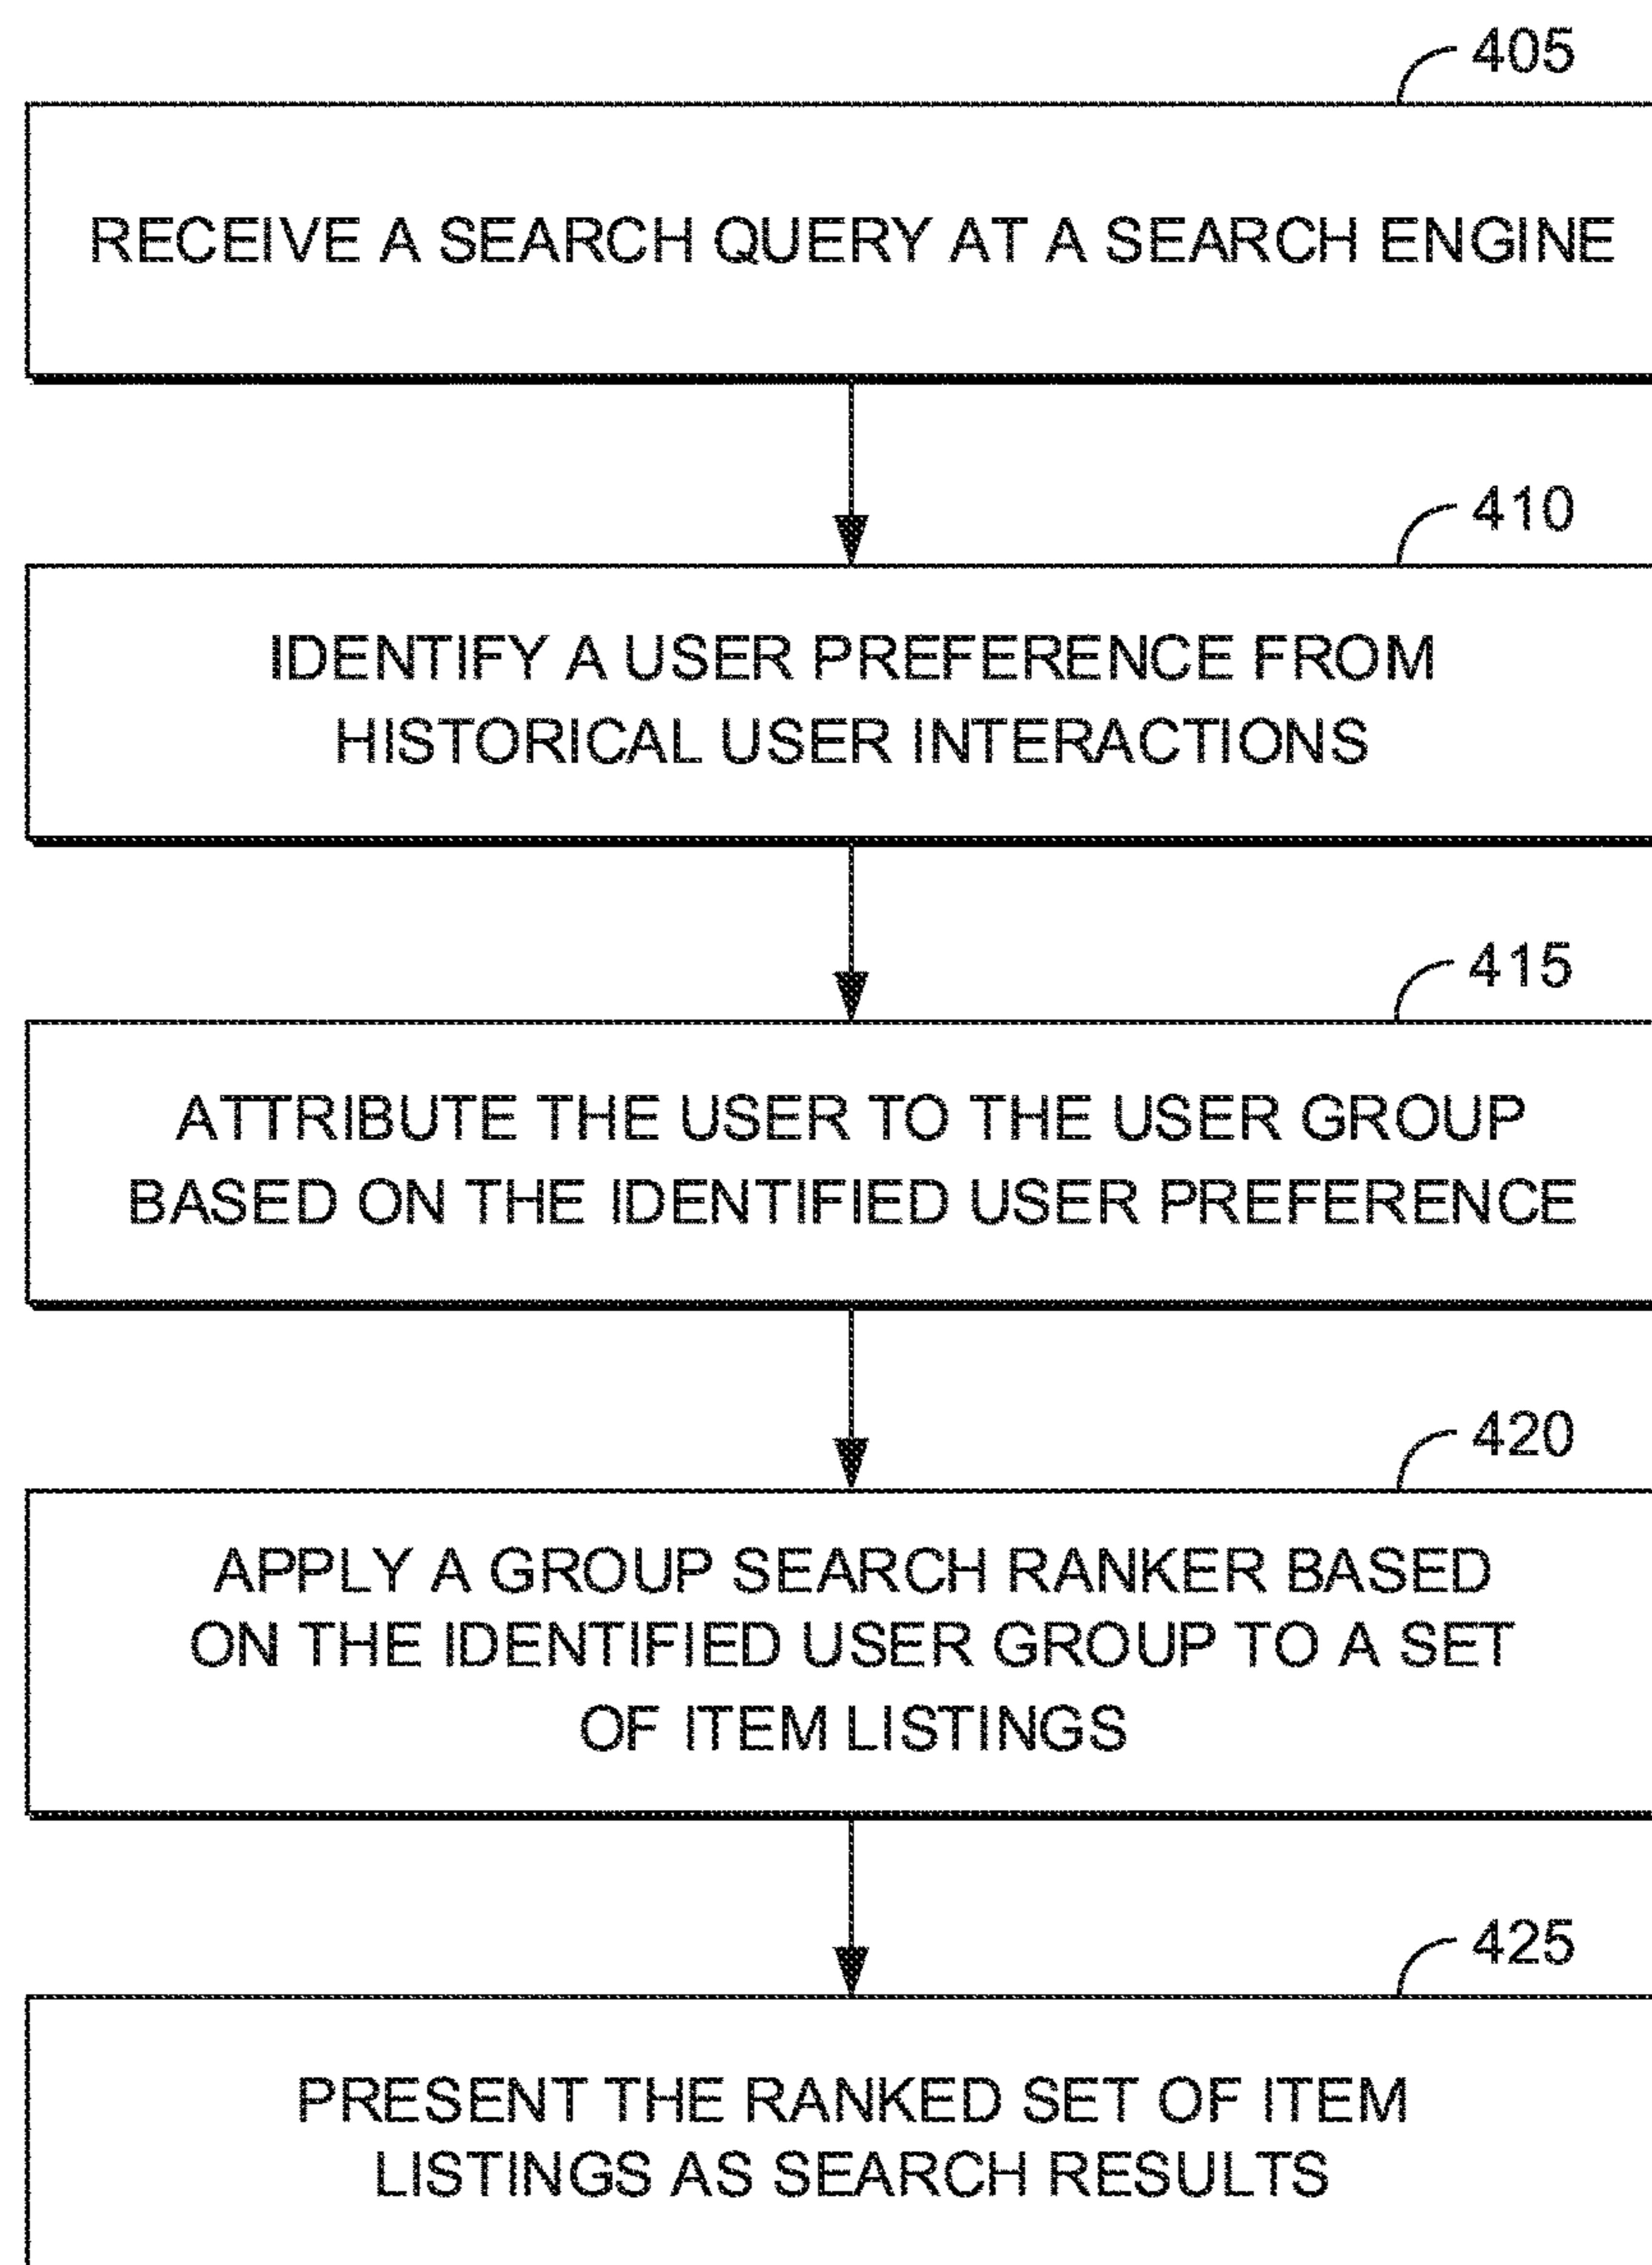 405
RECEIVE A SEARCH QUERY AT A SEARCH ENGINE
410
IDENTIFY A USER PREFERENCE FROM
HISTORICAL USER INTERACTIONS
415
ATTRIBUTE THE USER TO THE USER GROUP
BASED ON THE IDENTIFIED USER PREFERENCE
420
APPLY A GROUP SEARCH RANKER BASED
ON THE IDENTIFIED USER GROUP TO A SET
OF ITEM LISTINGS
425
PRESENT THE RANKED SET OF ITEM
LISTINGS AS SEARCH RESULTS